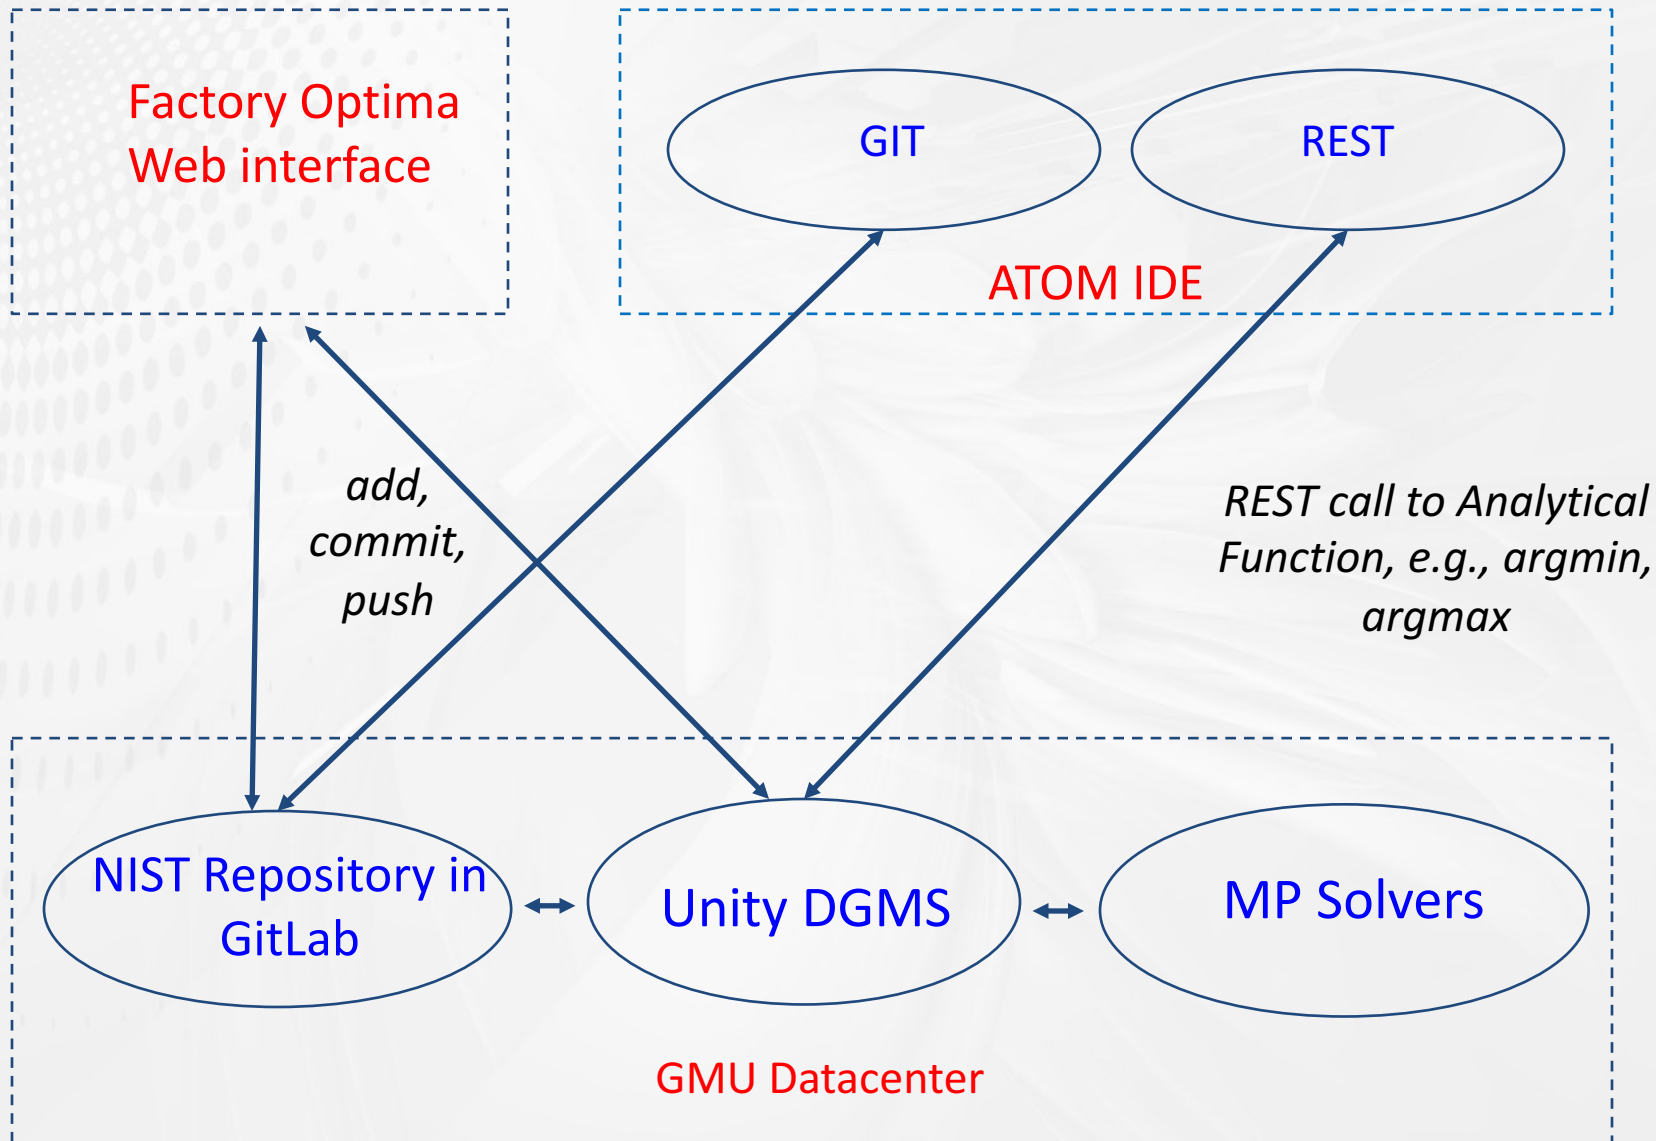 Factory Optima
Web interface
GIT
REST
ATOM IDE
add,
commit,
push
REST call to Analytical
Function, e.g., argmin,
argmax
NIST Repository in
GitLab
Unity DGMS
MP Solvers
GMU Datacenter